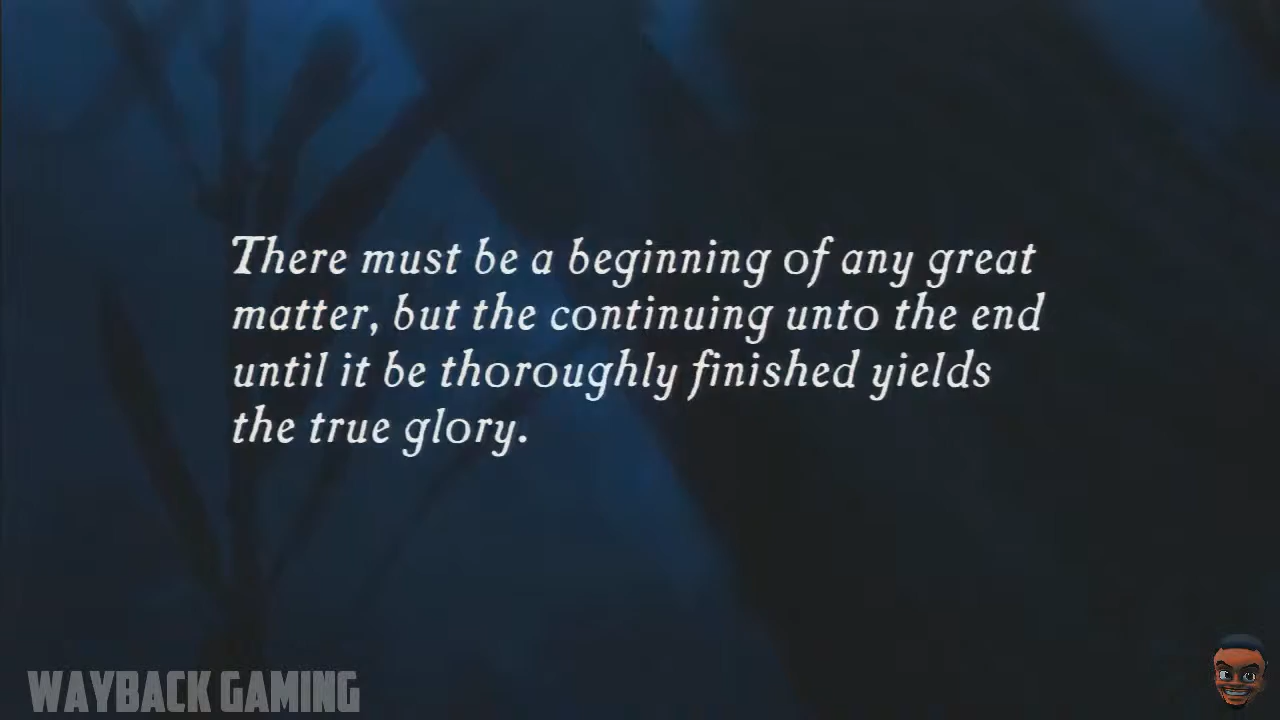 There must be a beginning of any great
matter, but the continuing unto the end
until it be thoroughly finished yields
the true glory.
WAYBACK GAMING